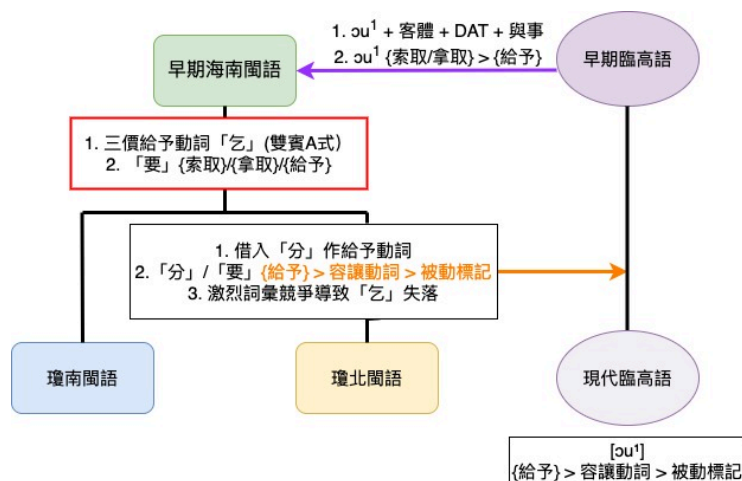 1. ɔu¹ + 客體 + DAT + 與事
2. ɔu¹ {索取/拿取} > {給予}
早期海南閩語
早期臨高語
1. 三價給予動詞「乞」(雙賓A式)
2. 「要」{索取}/{拿取}/{給予}
1. 借入「分」作給予動詞
2.「分」/「要」{給予} > 容讓動詞 > 被動標記
3. 激烈詞彙競爭導致「乞」失落
瓊南閩語
瓊北閩語
現代臨高語
[ɔu¹]
{給予} > 容讓動詞 > 被動標記